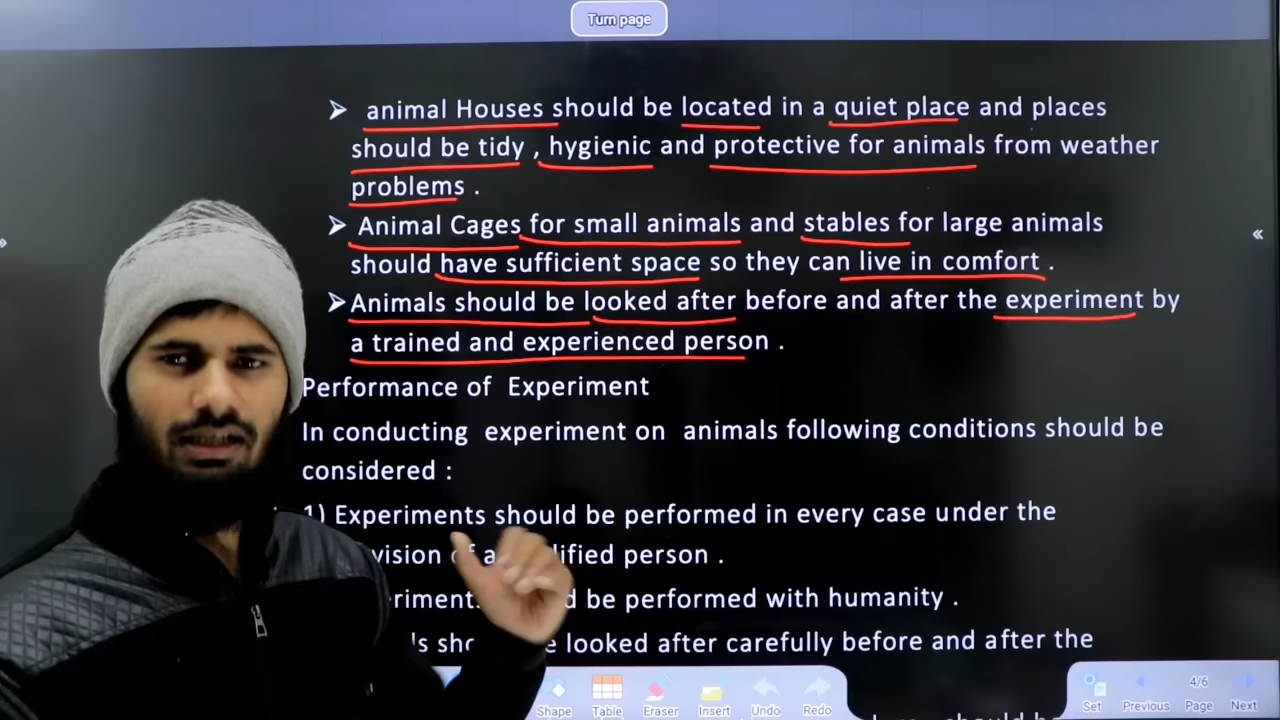 Turn page
➢ animal Houses should be located in a quiet place and places
should be tidy , hygienic and protective for animals from weather
problems .
➢ Animal Cages for small animals and stables for large animals
should have sufficient space so they can live in comfort .
➢ Animals should be looked after before and after the experiment by
a trained and experienced person .
Performance of Experiment
In conducting experiment on animals following conditions should be
considered :
1) Experiments should be performed in every case under the
person .
be performed with humanity .
looked after carefully before and after the
Shape Table Eraser Insert Undo Redo
Set Previous 4/6 Page Next